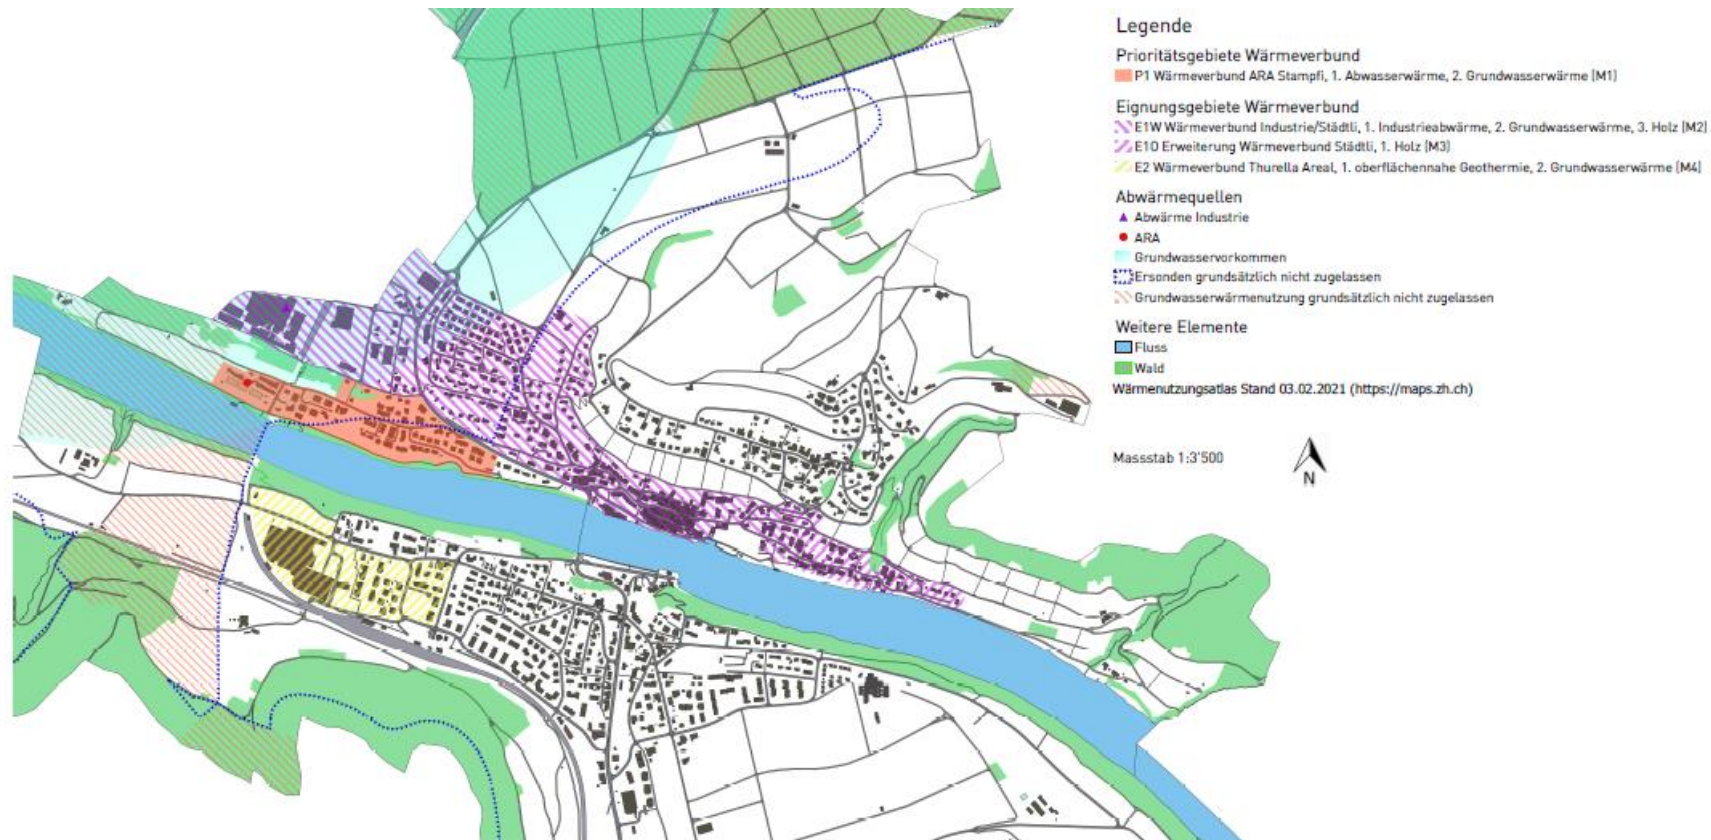 Legende
Prioritätsgebiete Wärmeverbund
P1 Wärmeverbund ARA Stampfi, 1. Abwasserwärme, 2. Grundwasserwärme (M1)
Eignungsgebiete Wärmeverbund
E1W Wärmeverbund Industrie/Städtli, 1. Industrieabwärme, 2. Grundwasserwärme, 3. Holz (M2)
E1O Erweiterung Wärmeverbund Städtli, 1. Holz (M3)
E2 Wärmeverbund Thurella Areal, 1. oberflächennahe Geothermie, 2. Grundwasserwärme (M4)
Abwärmequellen
Abwärme Industrie
ARA
Grundwasservorkommen
Ersonden grundsätzlich nicht zugelassen
Grundwasserwärmenutzung grundsätzlich nicht zugelassen
Weitere Elemente
Fluss
Wald
Wärmenutzungsatlas Stand 03.02.2021 (https://maps.zh.ch)
Massstab 1:3'500
N